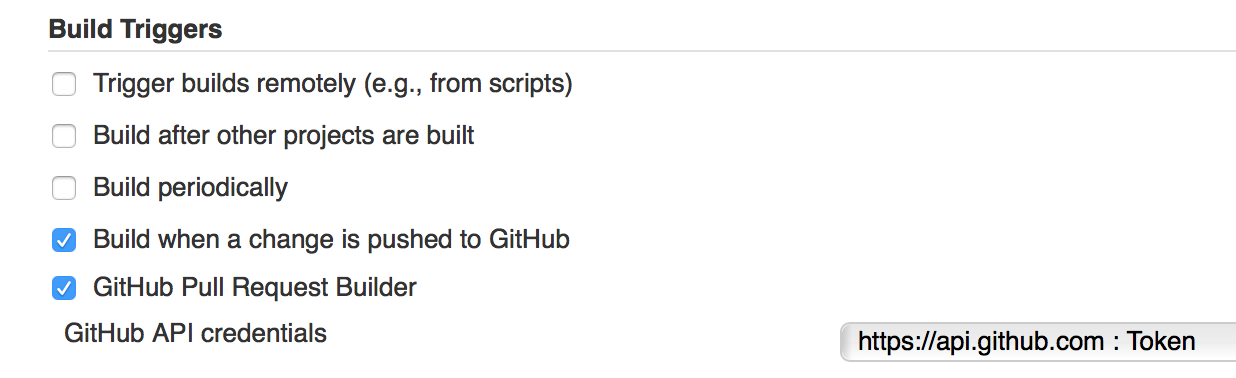 Build Triggers
Trigger builds remotely (e.g., from scripts)
Build after other projects are built
Build periodically
Build when a change is pushed to GitHub
GitHub Pull Request Builder
GitHub API credentials
https://api.github.com : Token